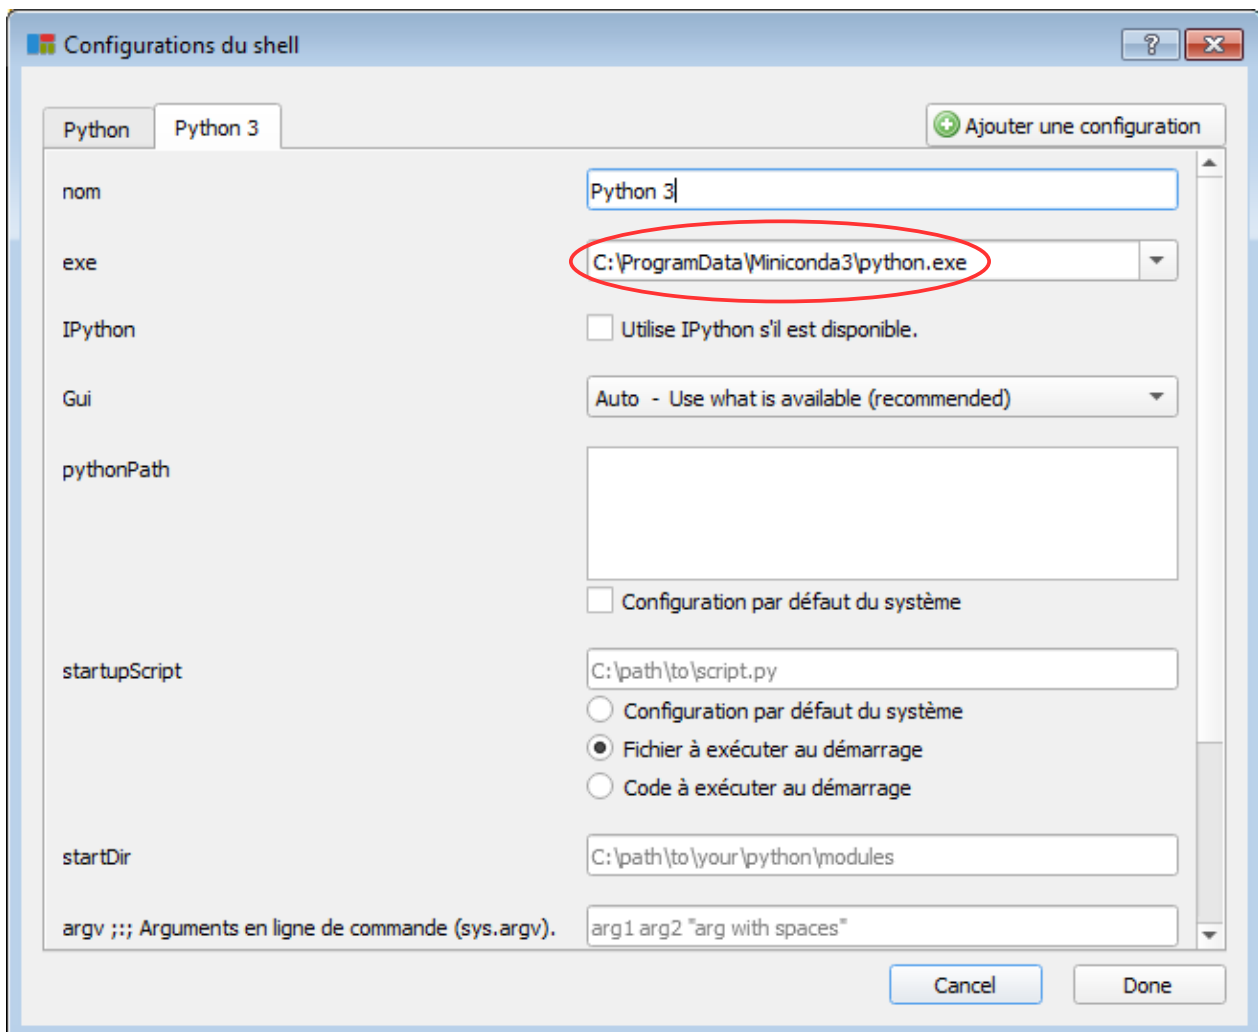 Configurations du shell
Python
Python 3
Ajouter une configuration
nom
Python 3
exe
C:\ProgramData\Miniconda3\python.exe
IPython
Utilise IPython s'il est disponible.
Gui
Auto - Use what is available (recommended)
pythonPath
Configuration par défaut du système
startupScript
C:\path\to\script.py
Configuration par défaut du système
Fichier à exécuter au démarrage
Code à exécuter au démarrage
startDir
C:\path\to\your\python\modules
argv ;:; Arguments en ligne de commande (sys.argv).
arg1 arg2 "arg with spaces"
Cancel
Done